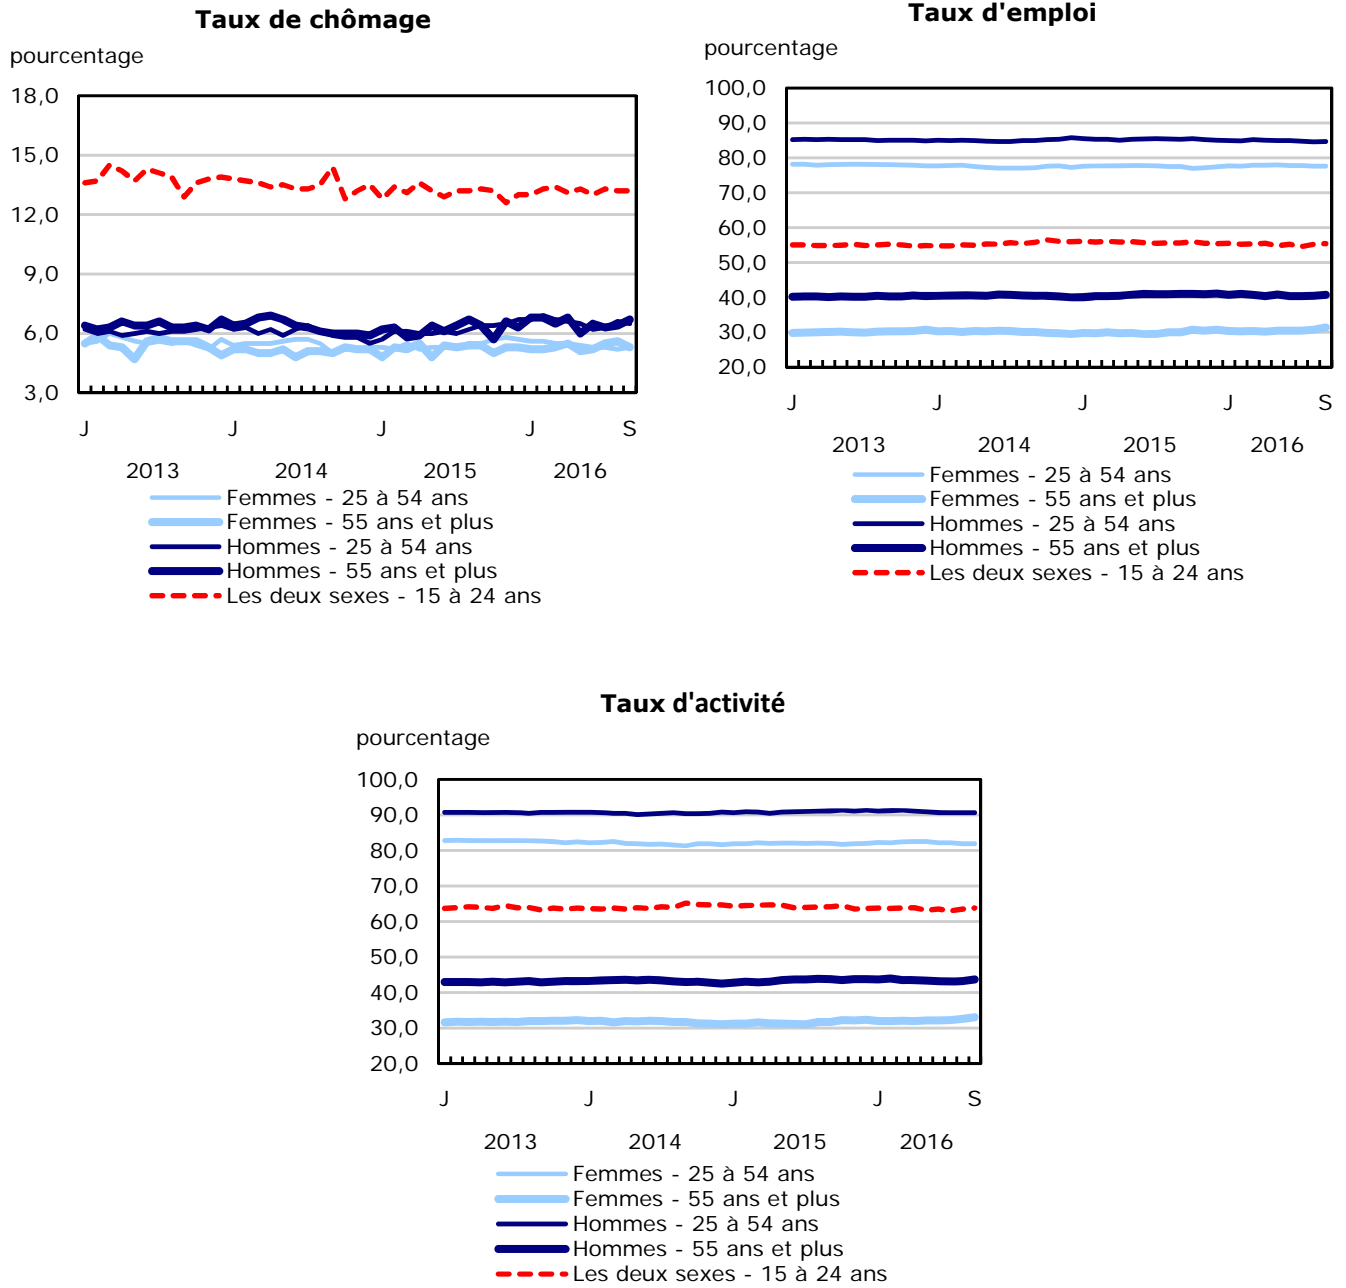 Taux de chômage
pourcentage
18,0
15,0
12,0
9,0
6,0
3,0
J J J J S
2013 2014 2015 2016
Femmes - 25 à 54 ans
Femmes - 55 ans et plus
Hommes - 25 à 54 ans
Hommes - 55 ans et plus
Les deux sexes - 15 à 24 ans
Taux d'emploi
pourcentage
100,0
90,0
80,0
70,0
60,0
50,0
40,0
30,0
20,0
J J J J S
2013 2014 2015 2016
Femmes - 25 à 54 ans
Femmes - 55 ans et plus
Hommes - 25 à 54 ans
Hommes - 55 ans et plus
Les deux sexes - 15 à 24 ans
Taux d'activité
pourcentage
100,0
90,0
80,0
70,0
60,0
50,0
40,0
30,0
20,0
J J J J S
2013 2014 2015 2016
Femmes - 25 à 54 ans
Femmes - 55 ans et plus
Hommes - 25 à 54 ans
Hommes - 55 ans et plus
Les deux sexes - 15 à 24 ans